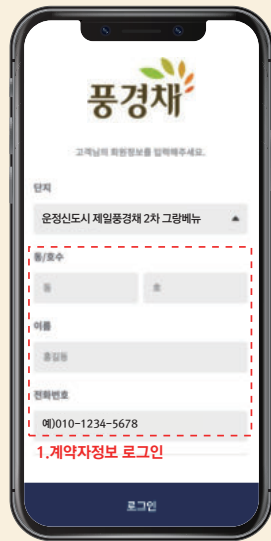 풍경채
고객님의 회원정보를 입력해주세요.
단지
운정신도시 제일풍경채 2차 그랑베뉴
동/호수
동 호
이름
홍길동
전화번호
예)010-1234-5678
1.계약자정보 로그인
로그인